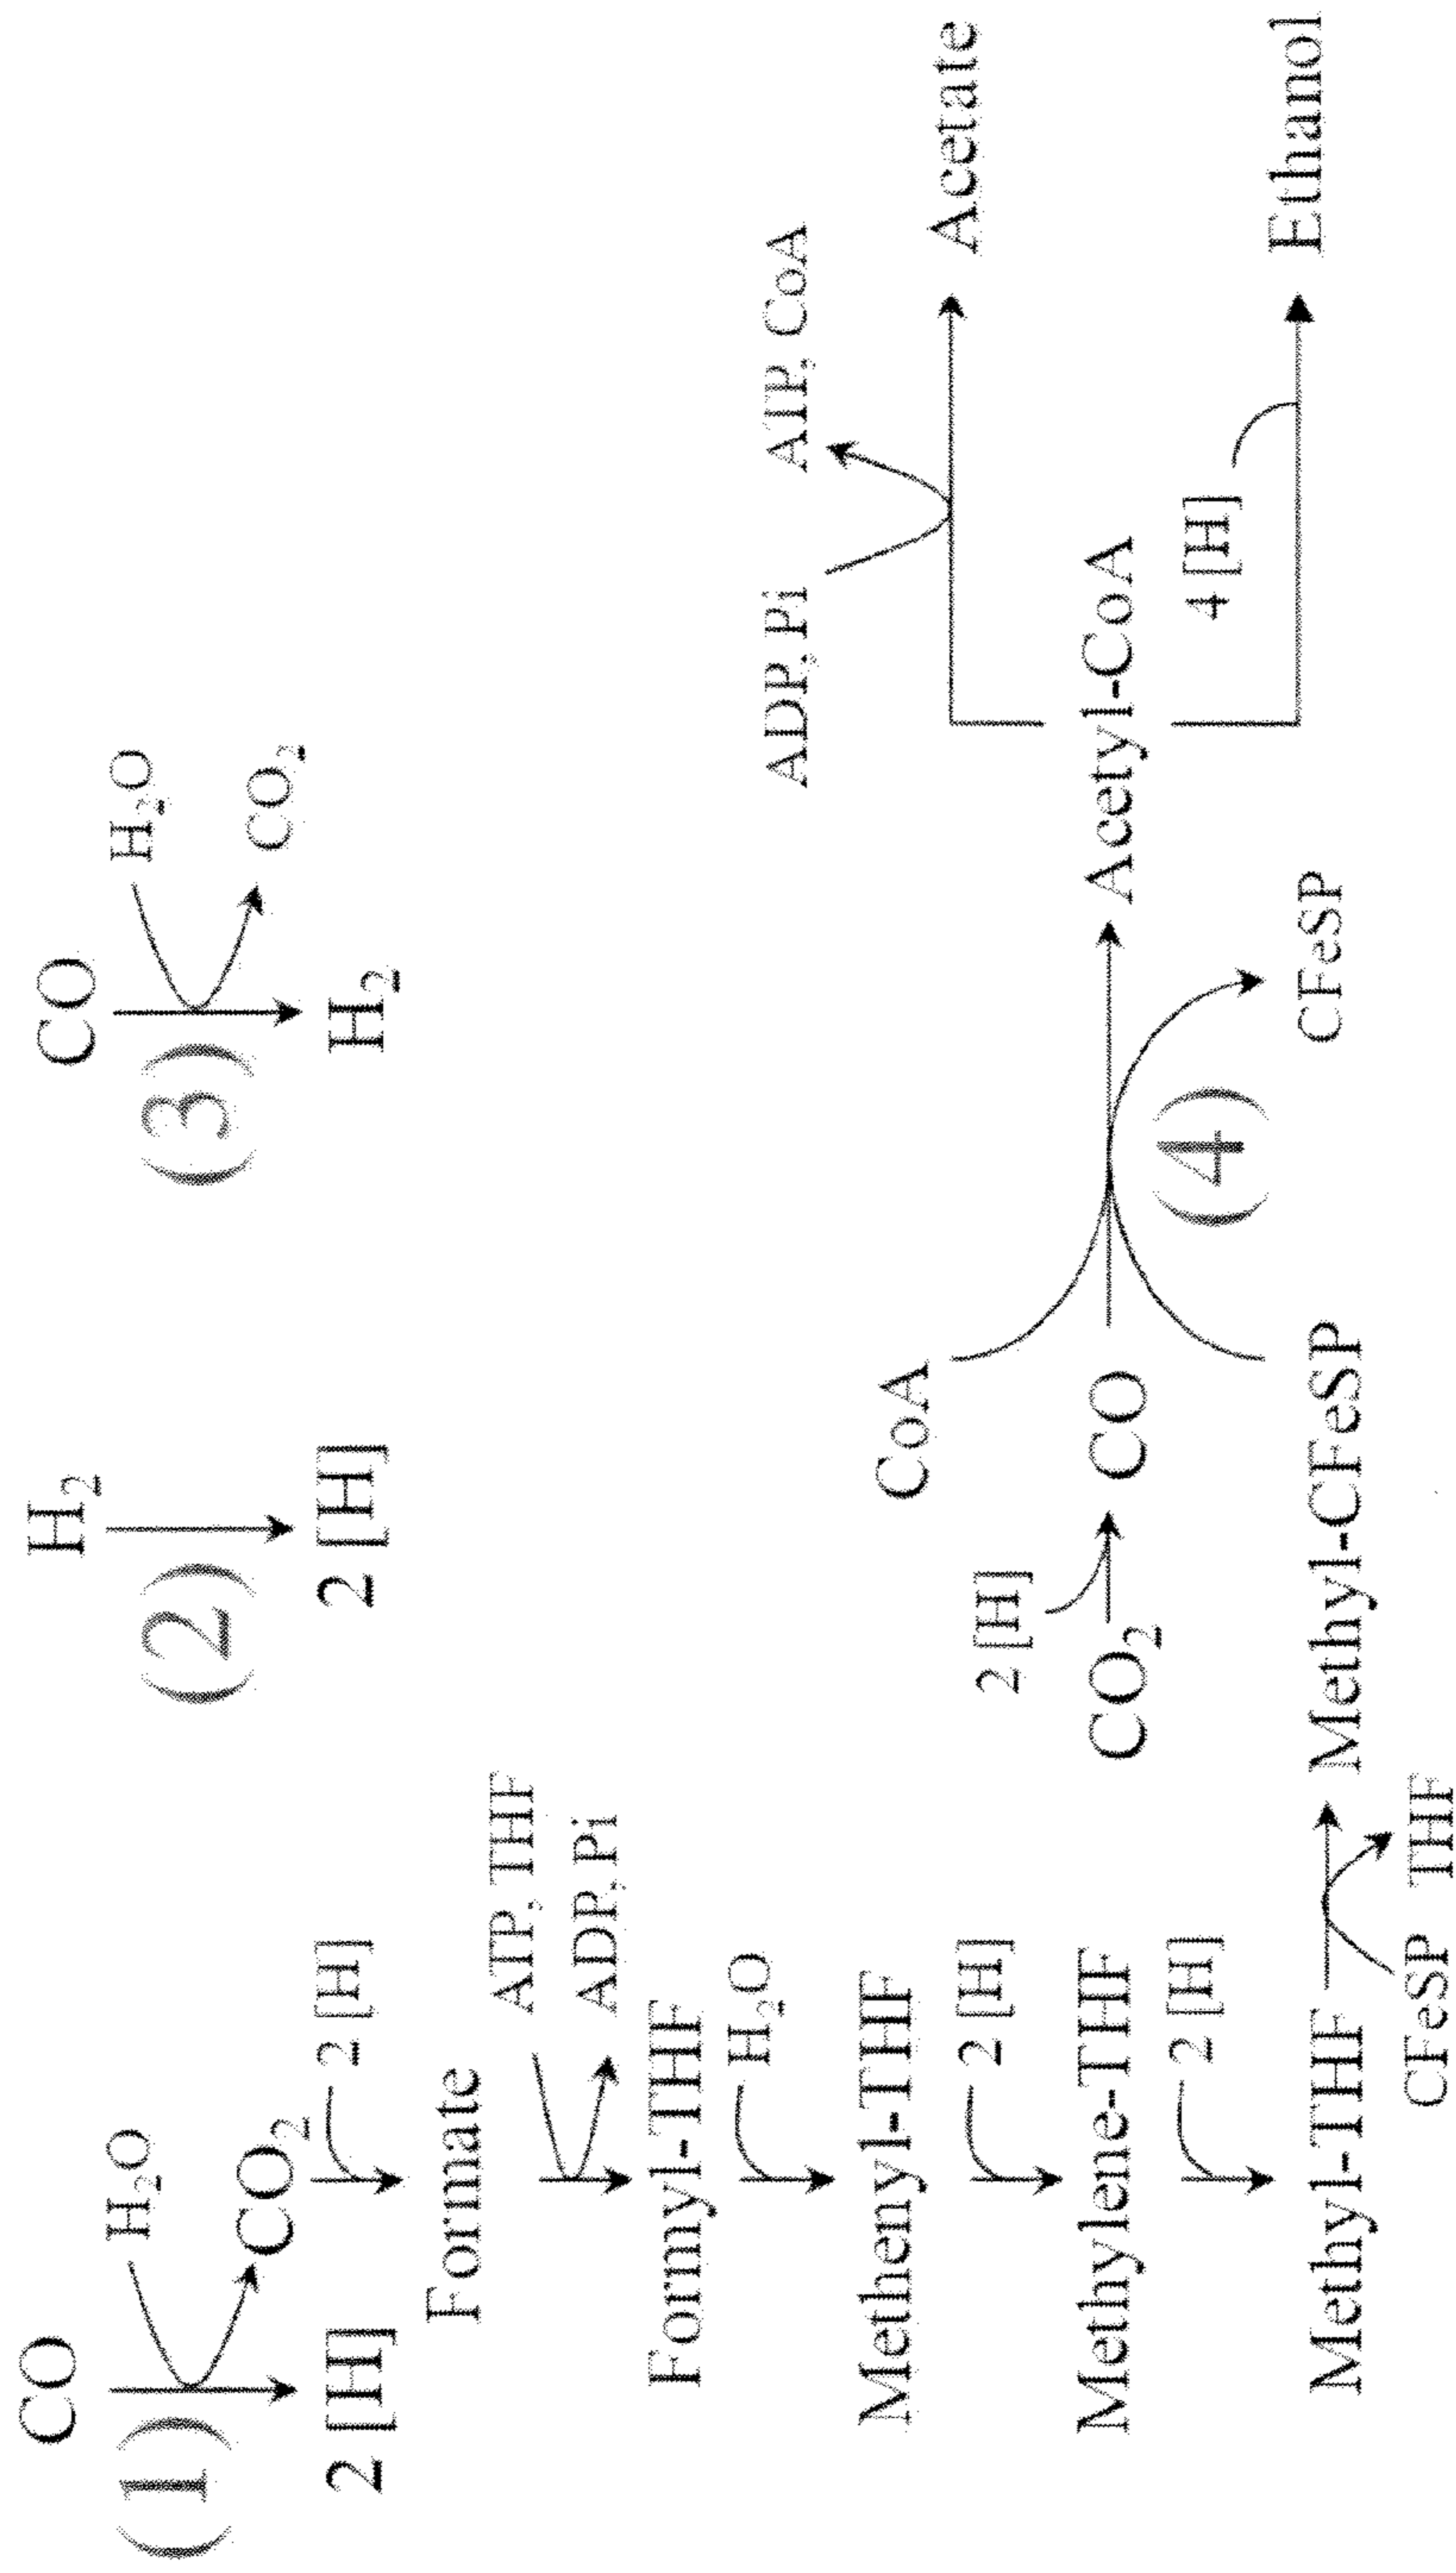 CO
H₂O
(1)
CO₂
2 [H]
2 [H]
Formate
ATP, THF
ADP, Pi
Formyl-THF
H₂O
Methenyl-THF
2 [H]
Methylene-THF
2 [H]
Methyl-THF
CFeSP
THF
Methyl-CFeSP
H₂
(2)
2 [H]
CO
H₂O
(3)
CO₂
H₂
2 [H]
CO₂
CO
CoA
(4)
CFeSP
Acetyl-CoA
ADP, Pi
ATP, CoA
Acetate
4 [H]
Ethanol